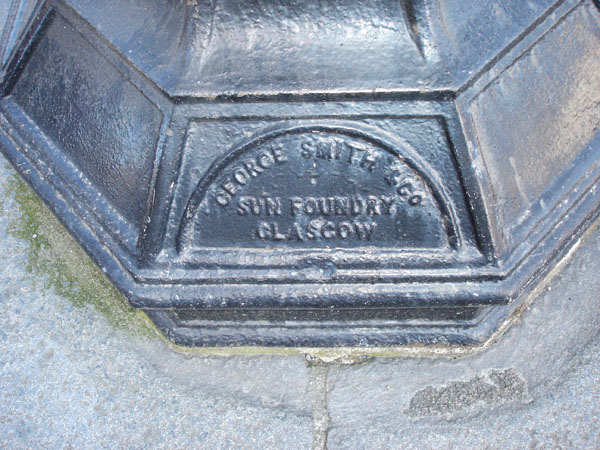 GEORGE SMITH & CO
SUN FOUNDRY
GLASGOW